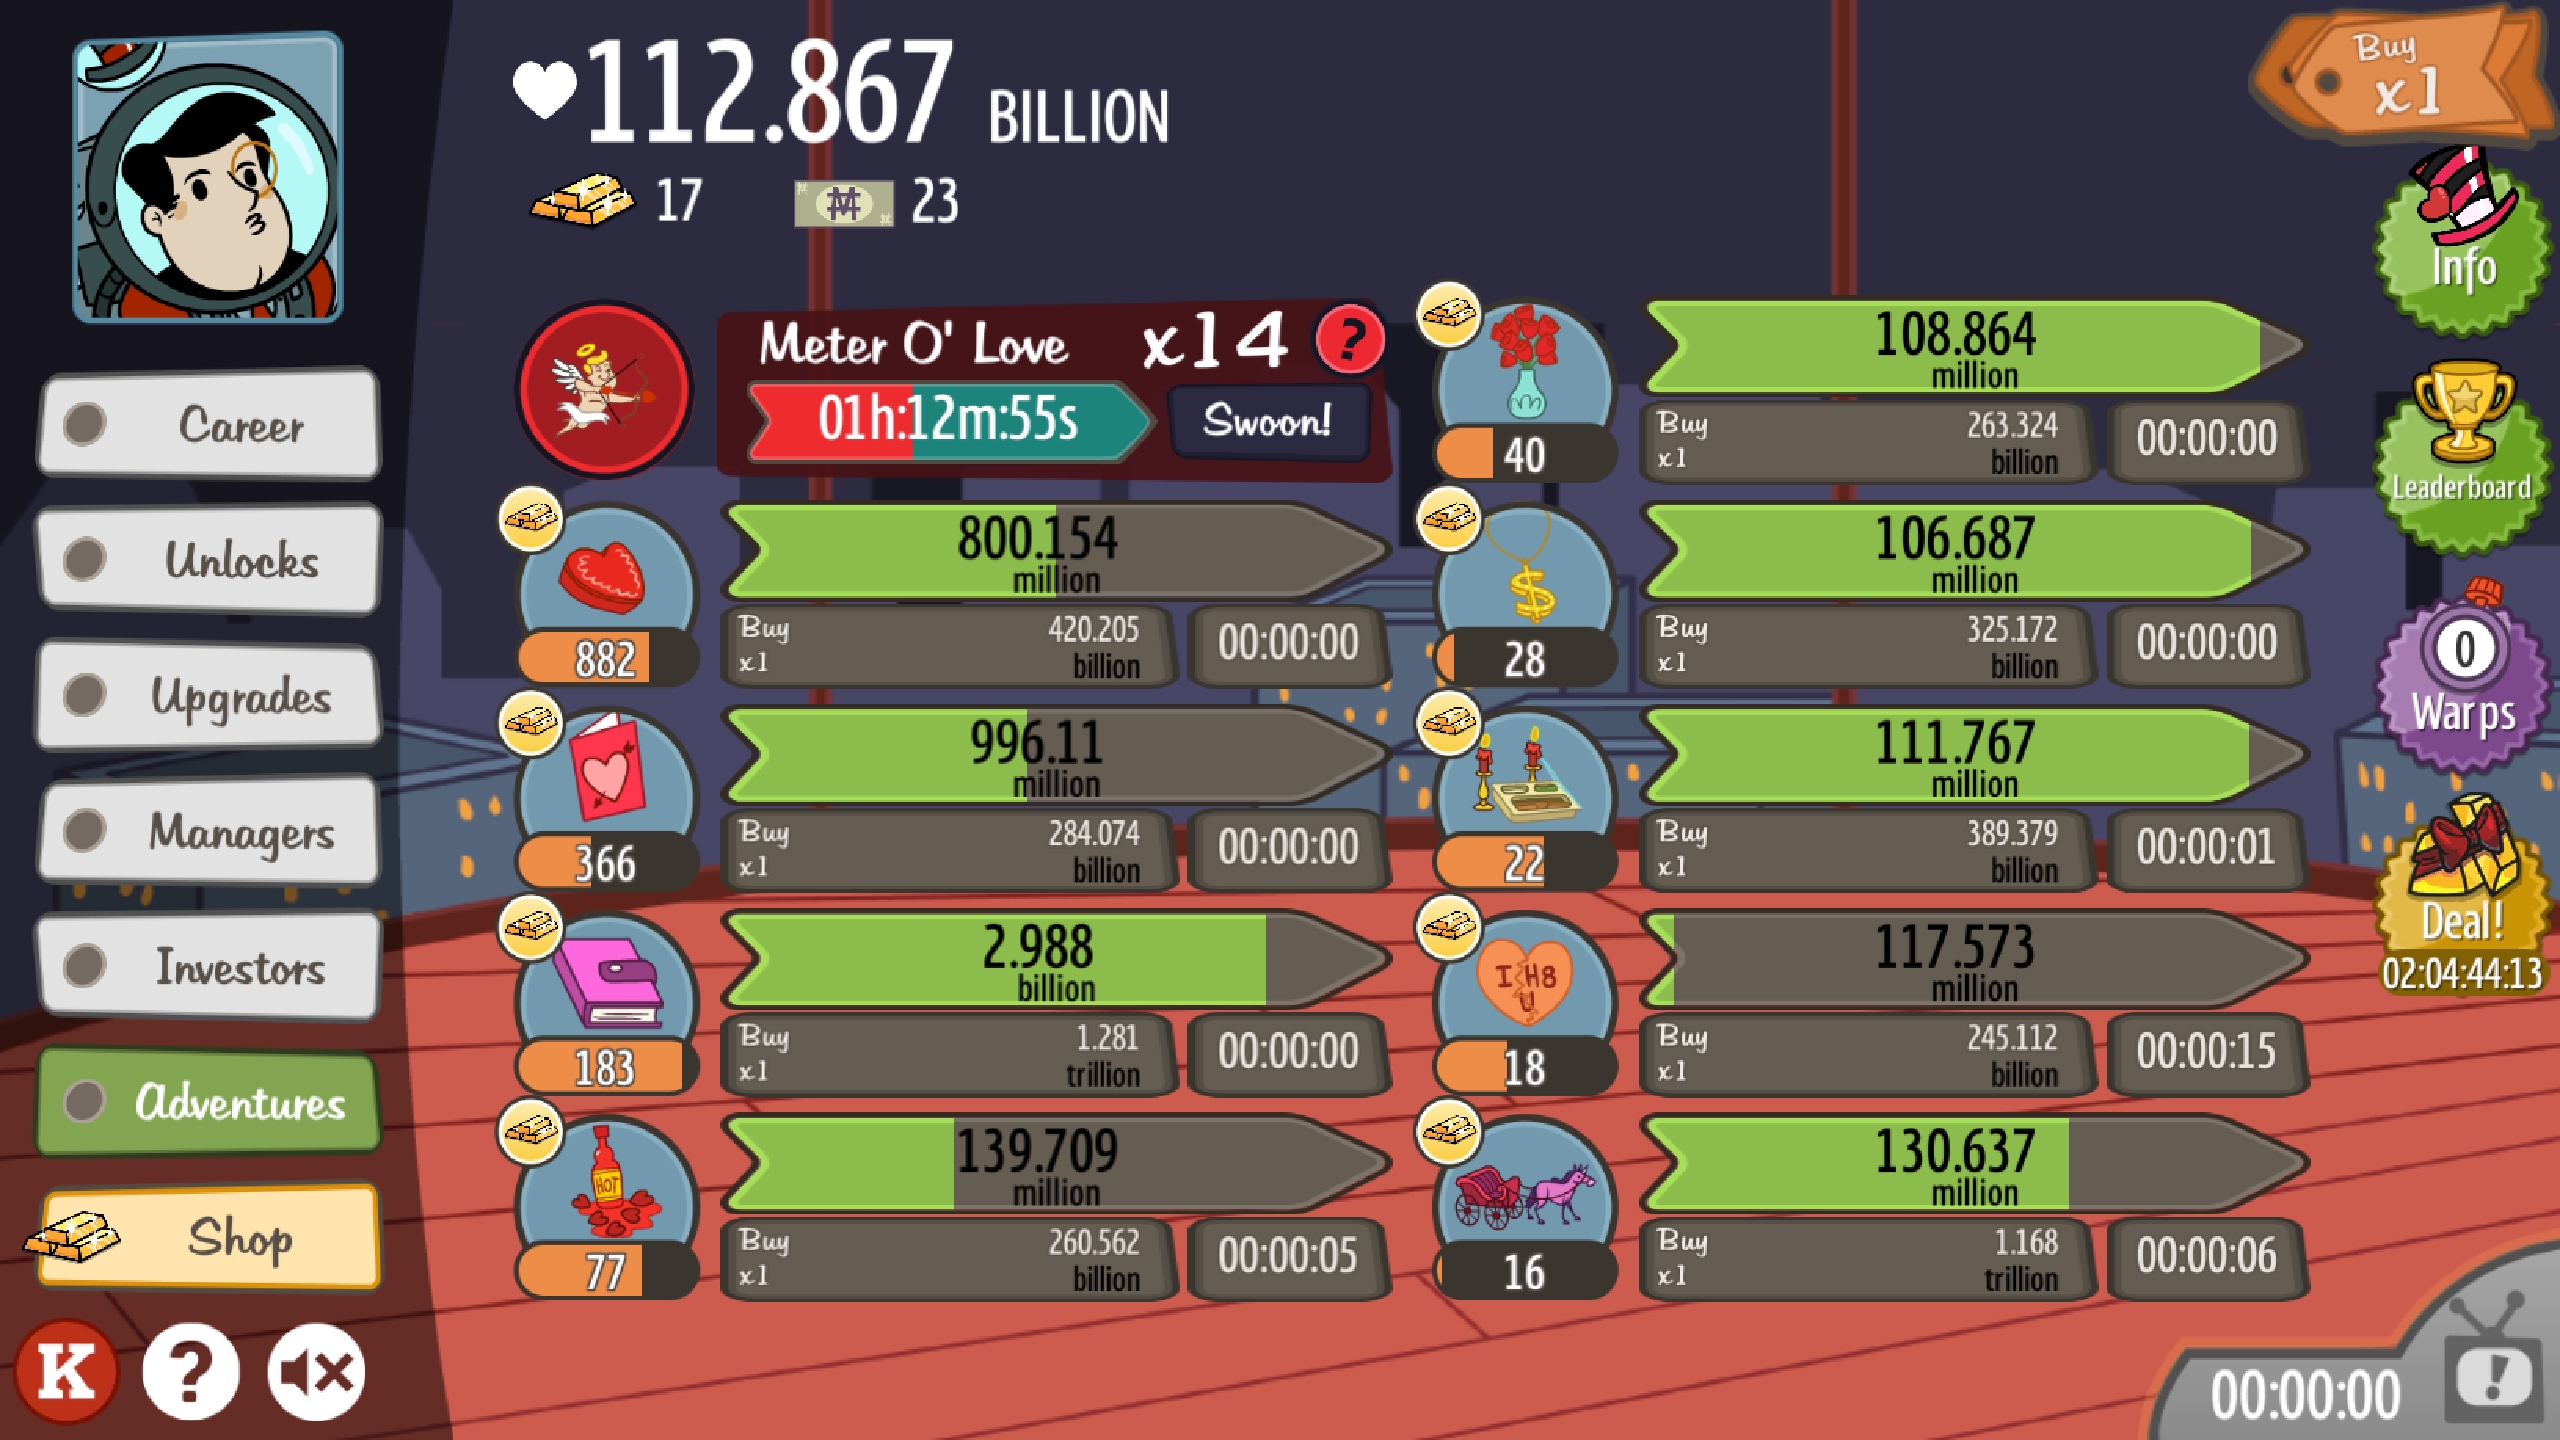 112.867 BILLION
17
23
Buy
x1
Info
Leaderboard
0
Warps
Deal!
02:04:44:13
Career
Unlocks
Upgrades
Managers
Investors
Adventures
Shop
K
?
Meter O' Love x14 ?
01h:12m:55s
Swoon!
800.154
million
882
Buy
x1
420.205
billion
00:00:00
996.11
million
366
Buy
x1
284.074
billion
00:00:00
2.988
billion
183
Buy
x1
1.281
trillion
00:00:00
HOT
139.709
million
77
Buy
x1
260.562
billion
00:00:05
108.864
million
40
Buy
x1
263.324
billion
00:00:00
$
106.687
million
28
Buy
x1
325.172
billion
00:00:00
111.767
million
22
Buy
x1
389.379
billion
00:00:01
I H8
U
117.573
million
18
Buy
x1
245.112
billion
00:00:15
130.637
million
16
Buy
x1
1.168
trillion
00:00:06
00:00:00
!